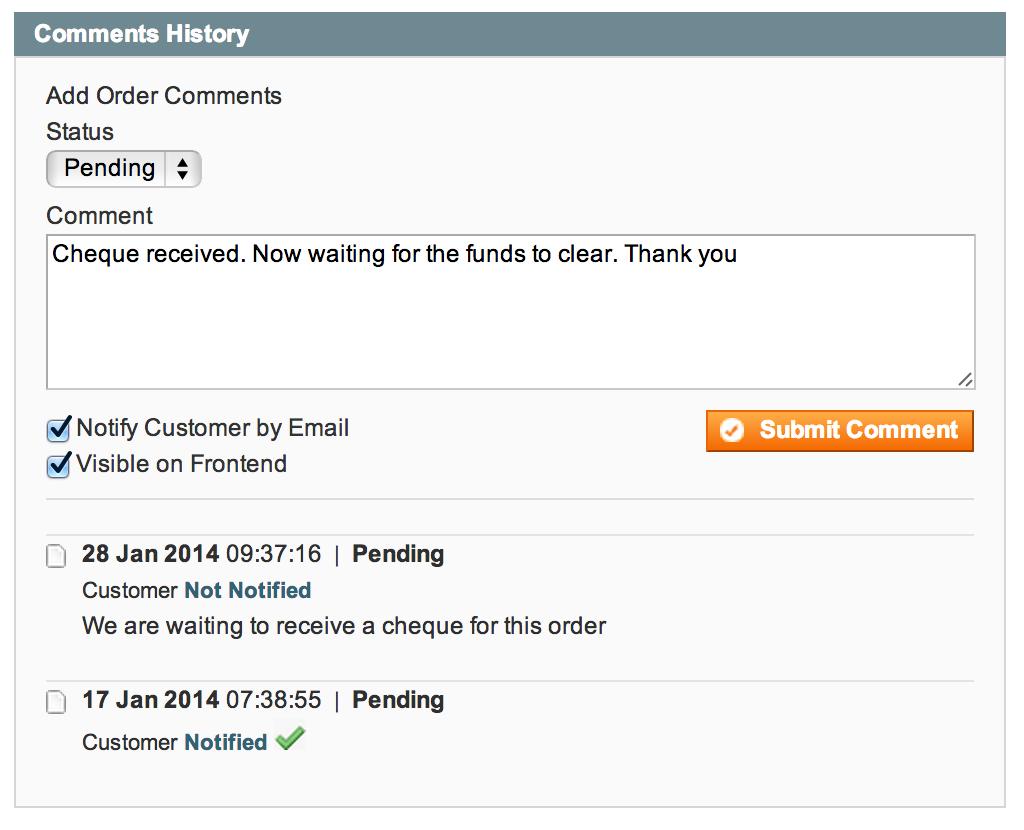 Comments History
Add Order Comments
Status
Pending
Comment
Cheque received. Now waiting for the funds to clear. Thank you
Notify Customer by Email
Submit Comment
Visible on Frontend
28 Jan 2014 09:37:16 | Pending
Customer Not Notified
We are waiting to receive a cheque for this order
17 Jan 2014 07:38:55 | Pending
Customer Notified